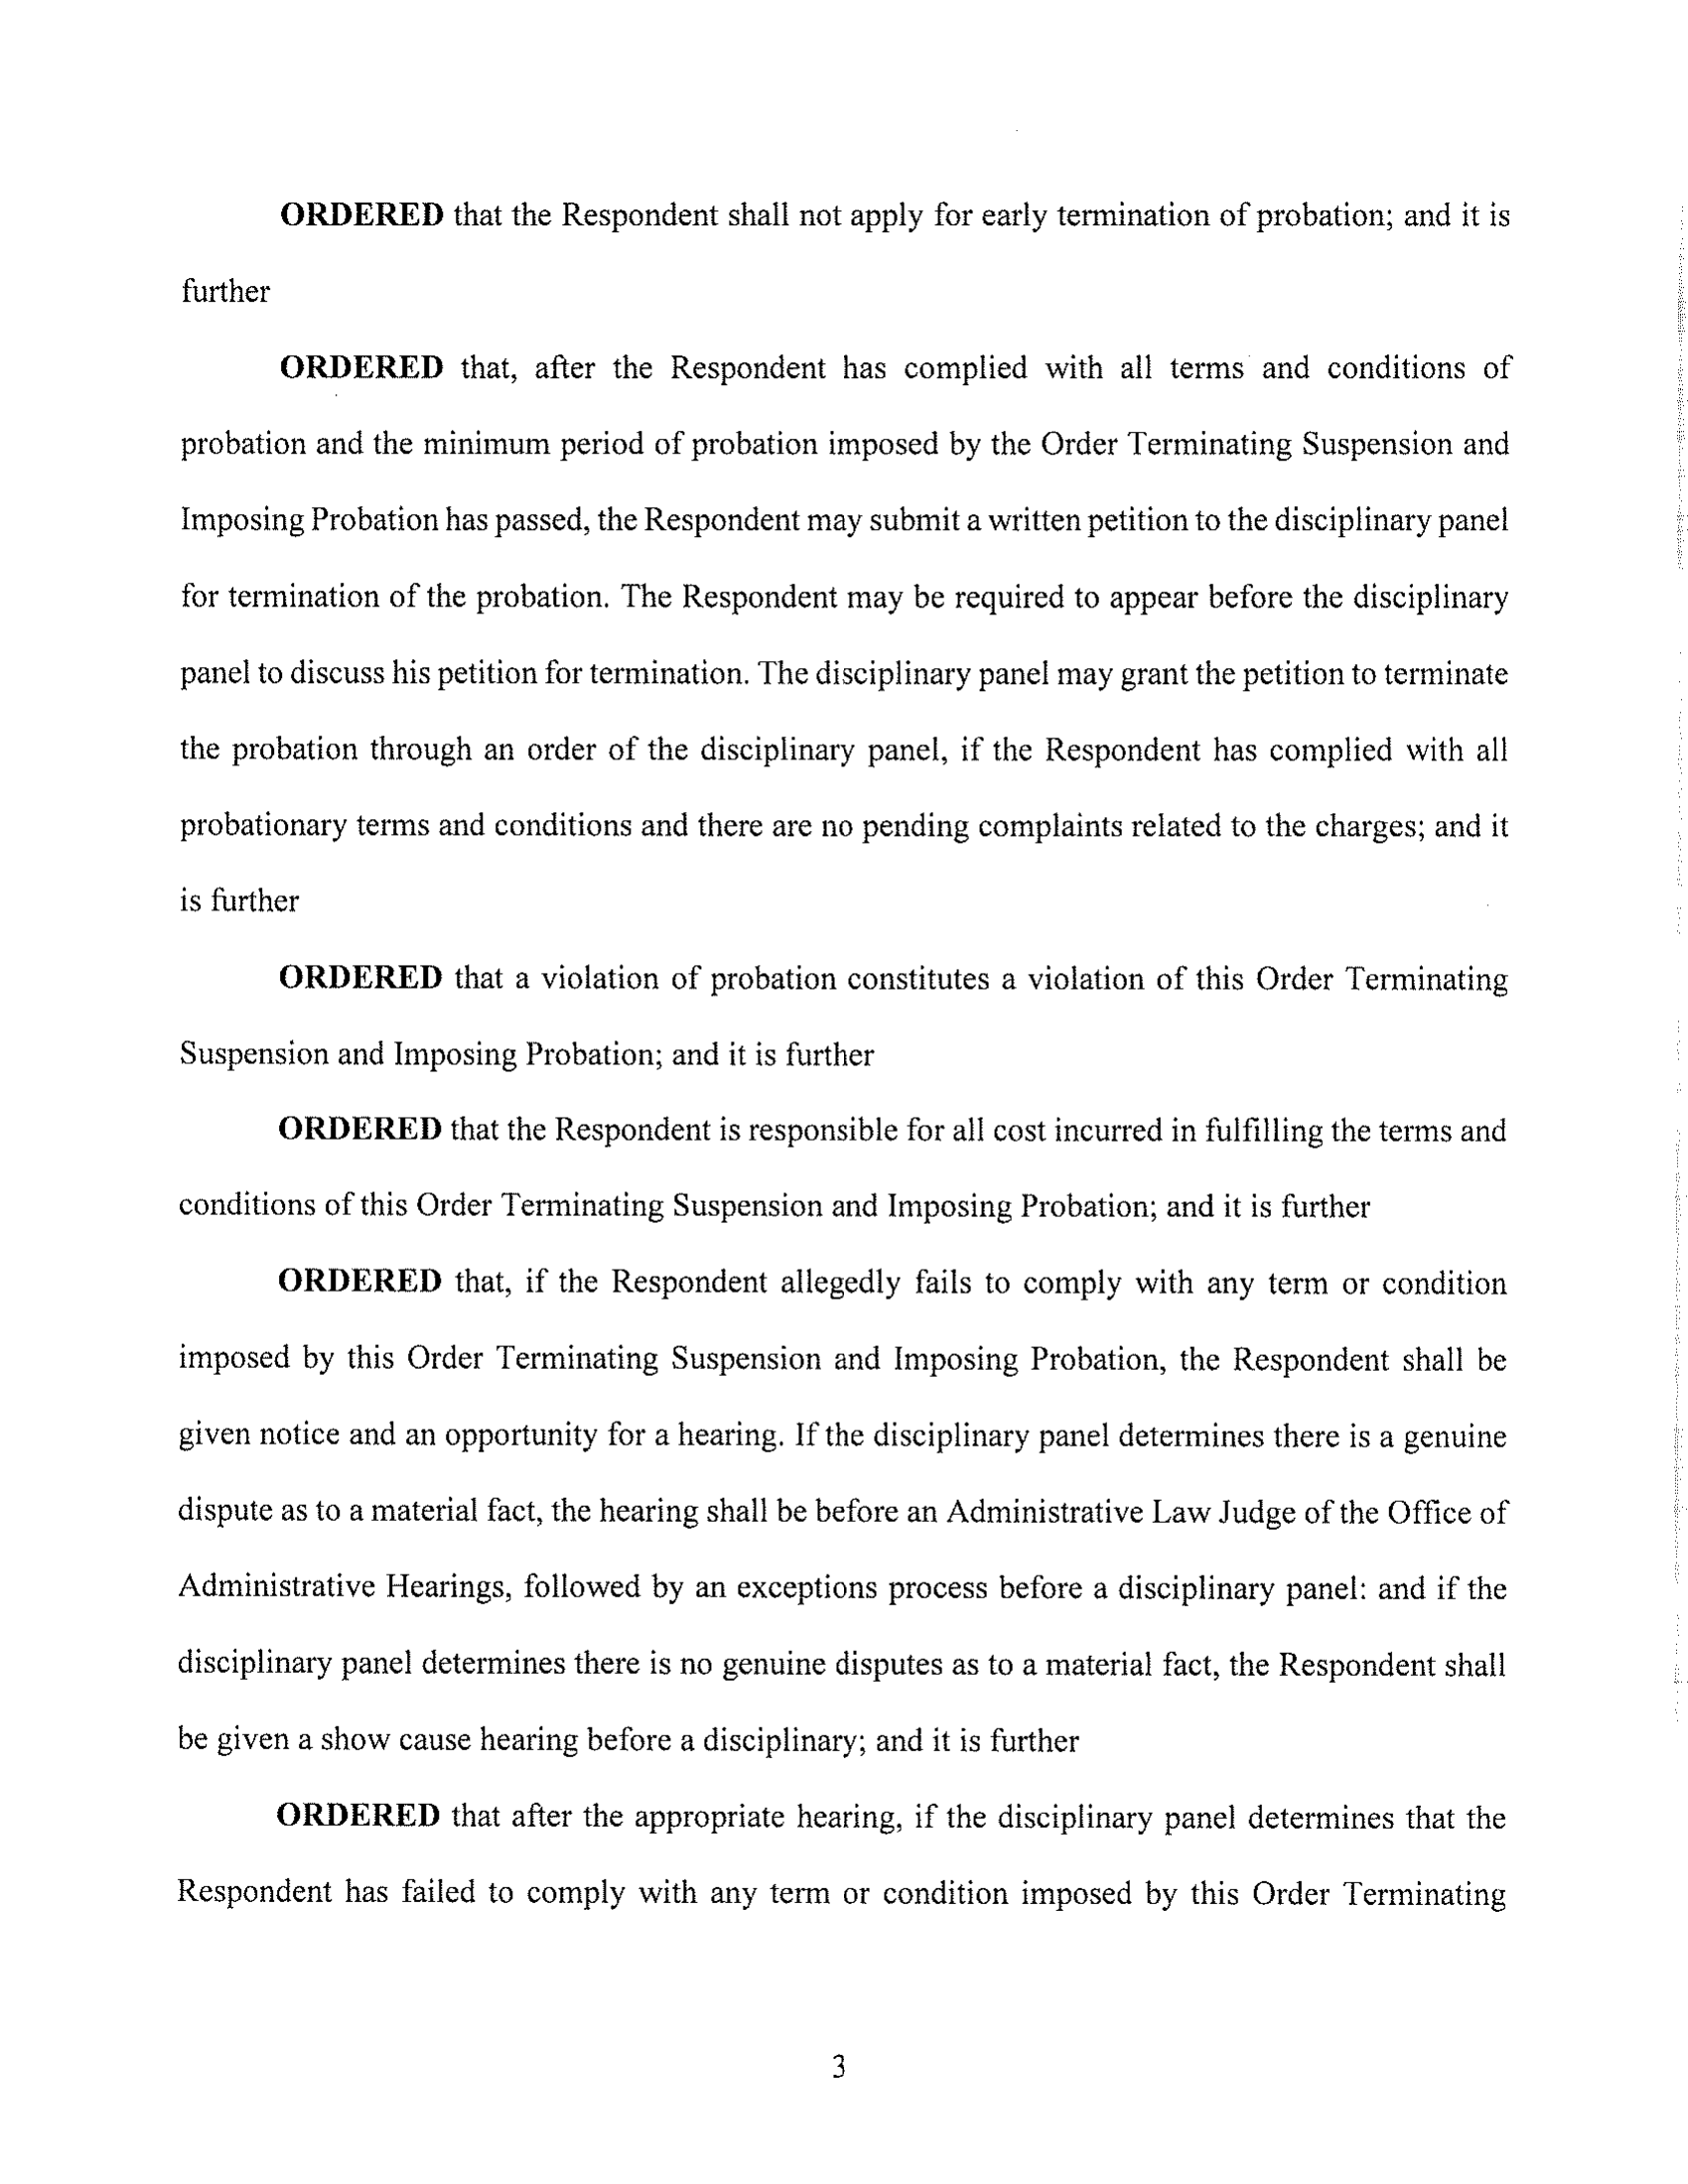 ORDERED that the Respondent shall not apply for early termination of probation; and it is
further
ORDERED that, after the Respondent has complied with all terms and conditions of
probation and the minimum period of probation imposed by the Order Terminating Suspension and
Imposing Probation has passed, the Respondent may submit a written petition to the disciplinary panel
for termination of the probation. The Respondent may be required to appear before the disciplinary
panel to discuss his petition for termination. The disciplinary panel may grant the petition to terminate
the probation through an order of the disciplinary panel, if the Respondent has complied with all
probationary terms and conditions and there are no pending complaints related to the charges; and it
is further
ORDERED that a violation of probation constitutes a violation of this Order Terminating
Suspension and Imposing Probation; and it is further
ORDERED that the Respondent is responsible for all cost incurred in fulfilling the terms and
conditions of this Order Terminating Suspension and Imposing Probation; and it is further
ORDERED that, if the Respondent allegedly fails to comply with any term or condition
imposed by this Order Terminating Suspension and Imposing Probation, the Respondent shall be
given notice and an opportunity for a hearing. If the disciplinary panel determines there is a genuine
dispute as to a material fact, the hearing shall be before an Administrative Law Judge of the Office of
Administrative Hearings, followed by an exceptions process before a disciplinary panel: and if the
disciplinary panel determines there is no genuine disputes as to a material fact, the Respondent shall
be given a show cause hearing before a disciplinary; and it is further
ORDERED that after the appropriate hearing, if the disciplinary panel determines that the
Respondent has failed to comply with any term or condition imposed by this Order Terminating
3